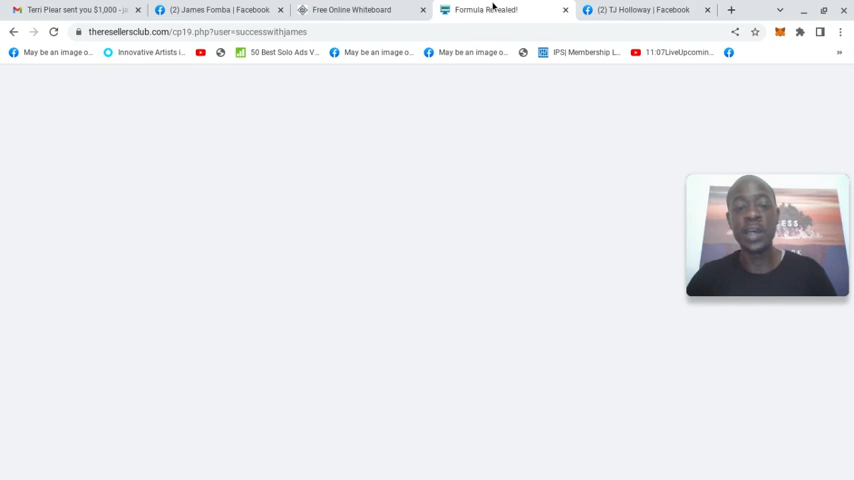 Terri Plear sent you $1,000 - ja
(2) James Fomba | Facebook
Free Online Whiteboard
Formula Revealed!
(2) TJ Holloway | Facebook
theresellersclub.com/cp19.php?user=successwithjames
May be an image o...
Innovative Artists i...
50 Best Solo Ads V...
May be an image o...
May be an image o...
IPS| Membership L...
11:07LiveUpcomin...
»